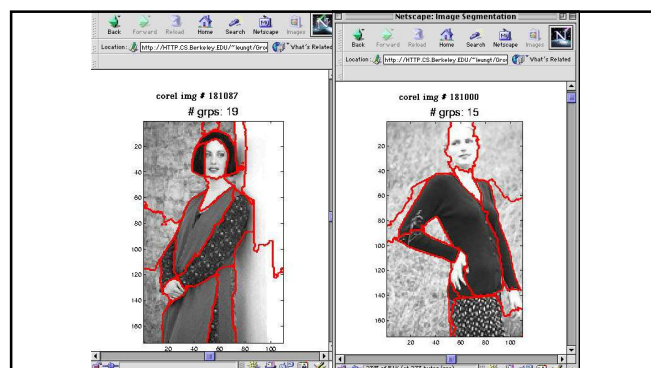 Netscape: Image Segmentation
Back Forward Reload Home Search Netscape Images
Location: http://HTTP.CS.Berkeley.EDU/~leungt/Gro What's Related
corel img # 181087
# grps: 19
20
40
60
80
100
120
140
160
20 40 60 80 100
Back Forward Reload Home Search Netscape Images
Location: http://HTTP.CS.Berkeley.EDU/~leungt/Gro What's Related
corel img # 181000
# grps: 15
20
40
60
80
100
120
140
160
20 40 60 80 100